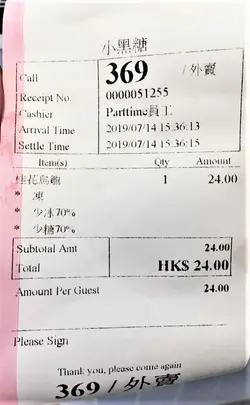 小黑糖
Call 369 / 外賣
Receipt No. 0000051255
Cashier Parttime員工
Arrival Time 2019/07/14 15:36:13
Settle Time 2019/07/14 15:36:15
Item(s) Qty Amount
桂花烏龍 1 24.00
* 凍
* 少冰70%
* 少糖70%
Subtotal Amt 24.00
Total HK$ 24.00
Amount Per Guest 24.00
Please Sign
Thank you, please come again
369 / 外賣